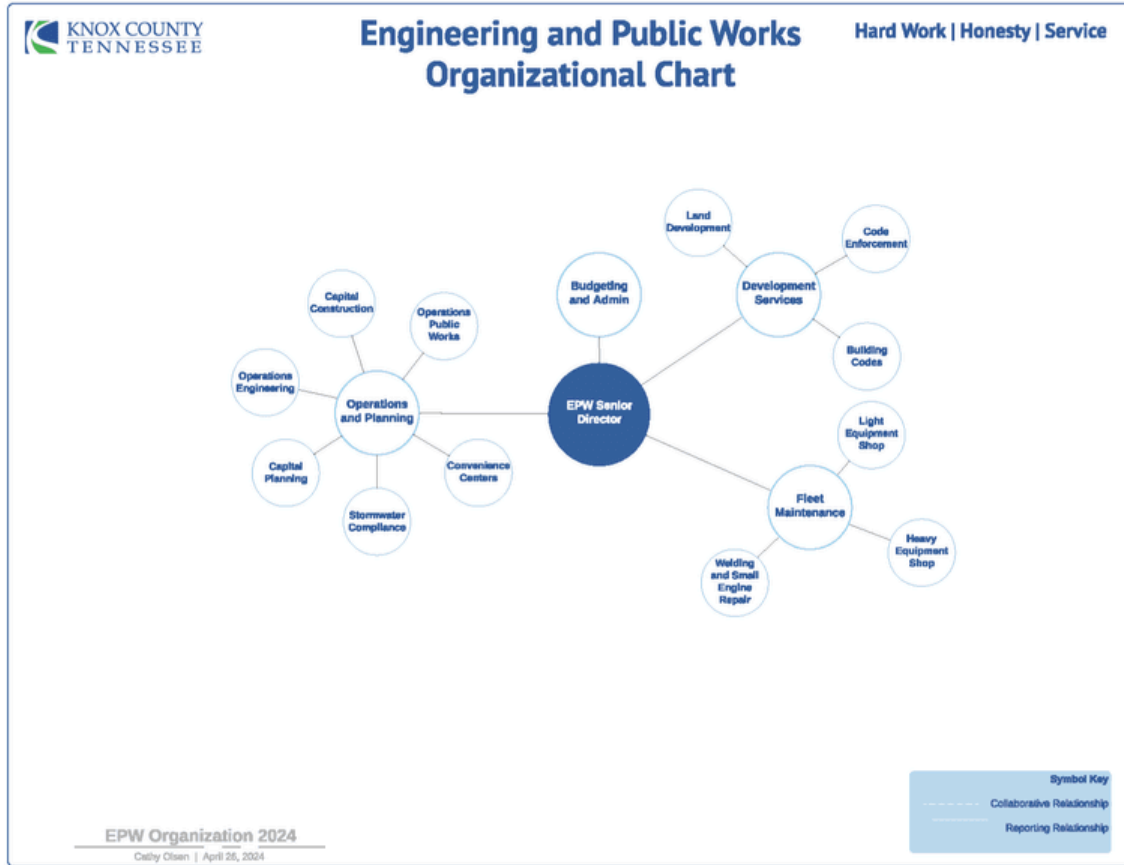 KNOX COUNTY
TENNESSEE
Engineering and Public Works
Organizational Chart
Hard Work | Honesty | Service
Land
Development
Code
Enforcement
Budgeting
and Admin
Development
Services
Capital
Construction
Operations
Public
Works
Building
Codes
Operations
Engineering
Operations
and Planning
EPW Senior
Director
Light
Equipment
Shop
Capital
Planning
Convenience
Centers
Fleet
Maintenance
Stormwater
Compliance
Heavy
Equipment
Shop
Welding
and Small
Engine
Repair
Symbol Key
Collaborative Relationship
Reporting Relationship
EPW Organization 2024
Cathy Olsen | April 26, 2024